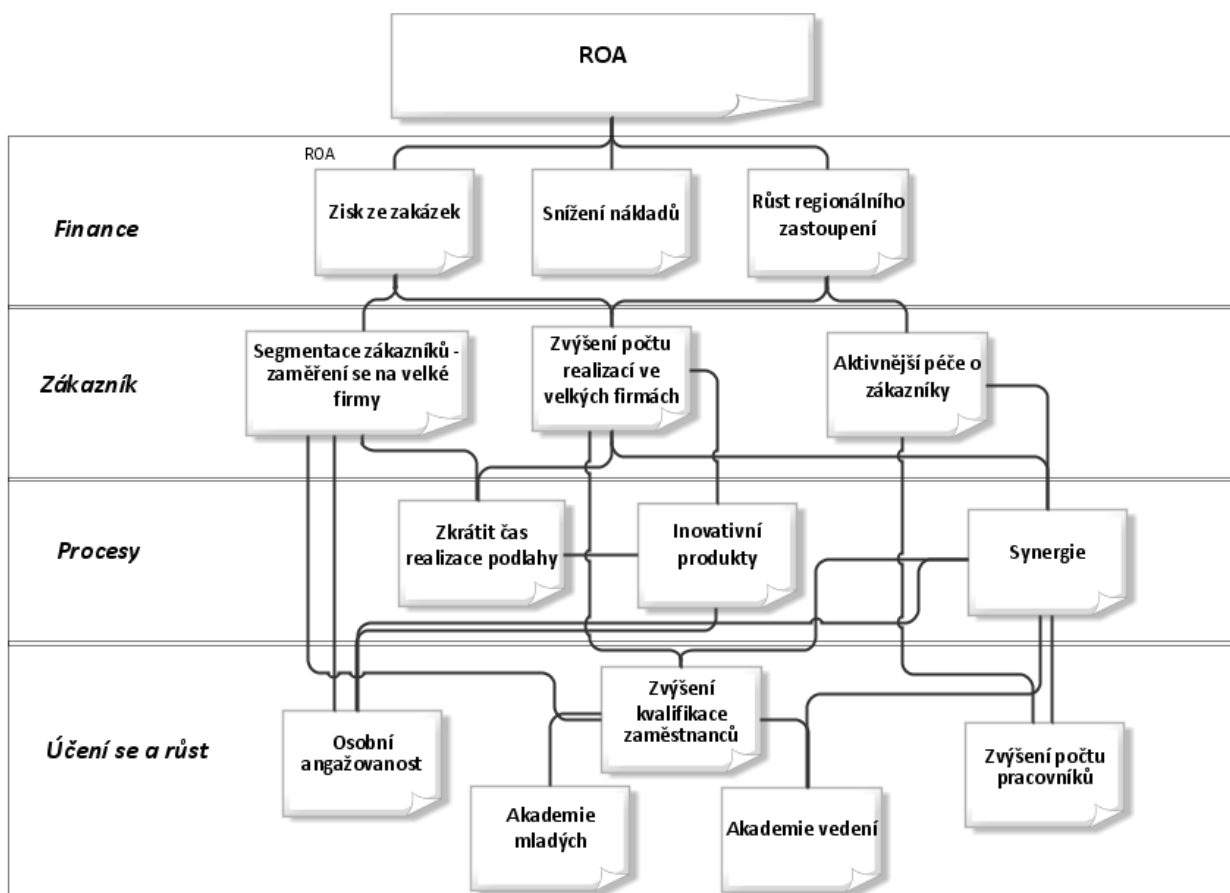 ROA
ROA
Finance
Zisk ze zakázek
Snížení nákladů
Růst regionálního
zastoupení
Zákazník
Segmentace zákazníků -
zaměření se na velké
firmy
Zvýšení počtu
realizací ve
velkých firmách
Aktivnější péče o
zákazníky
Procesy
Zkrátit čas
realizace podlahy
Inovativní
produkty
Synergie
Účení se a růst
Osobní
angažovanost
Zvýšení
kvalifikace
zaměstnanců
Zvýšení počtu
pracovníků
Akademie
mladých
Akademie vedení